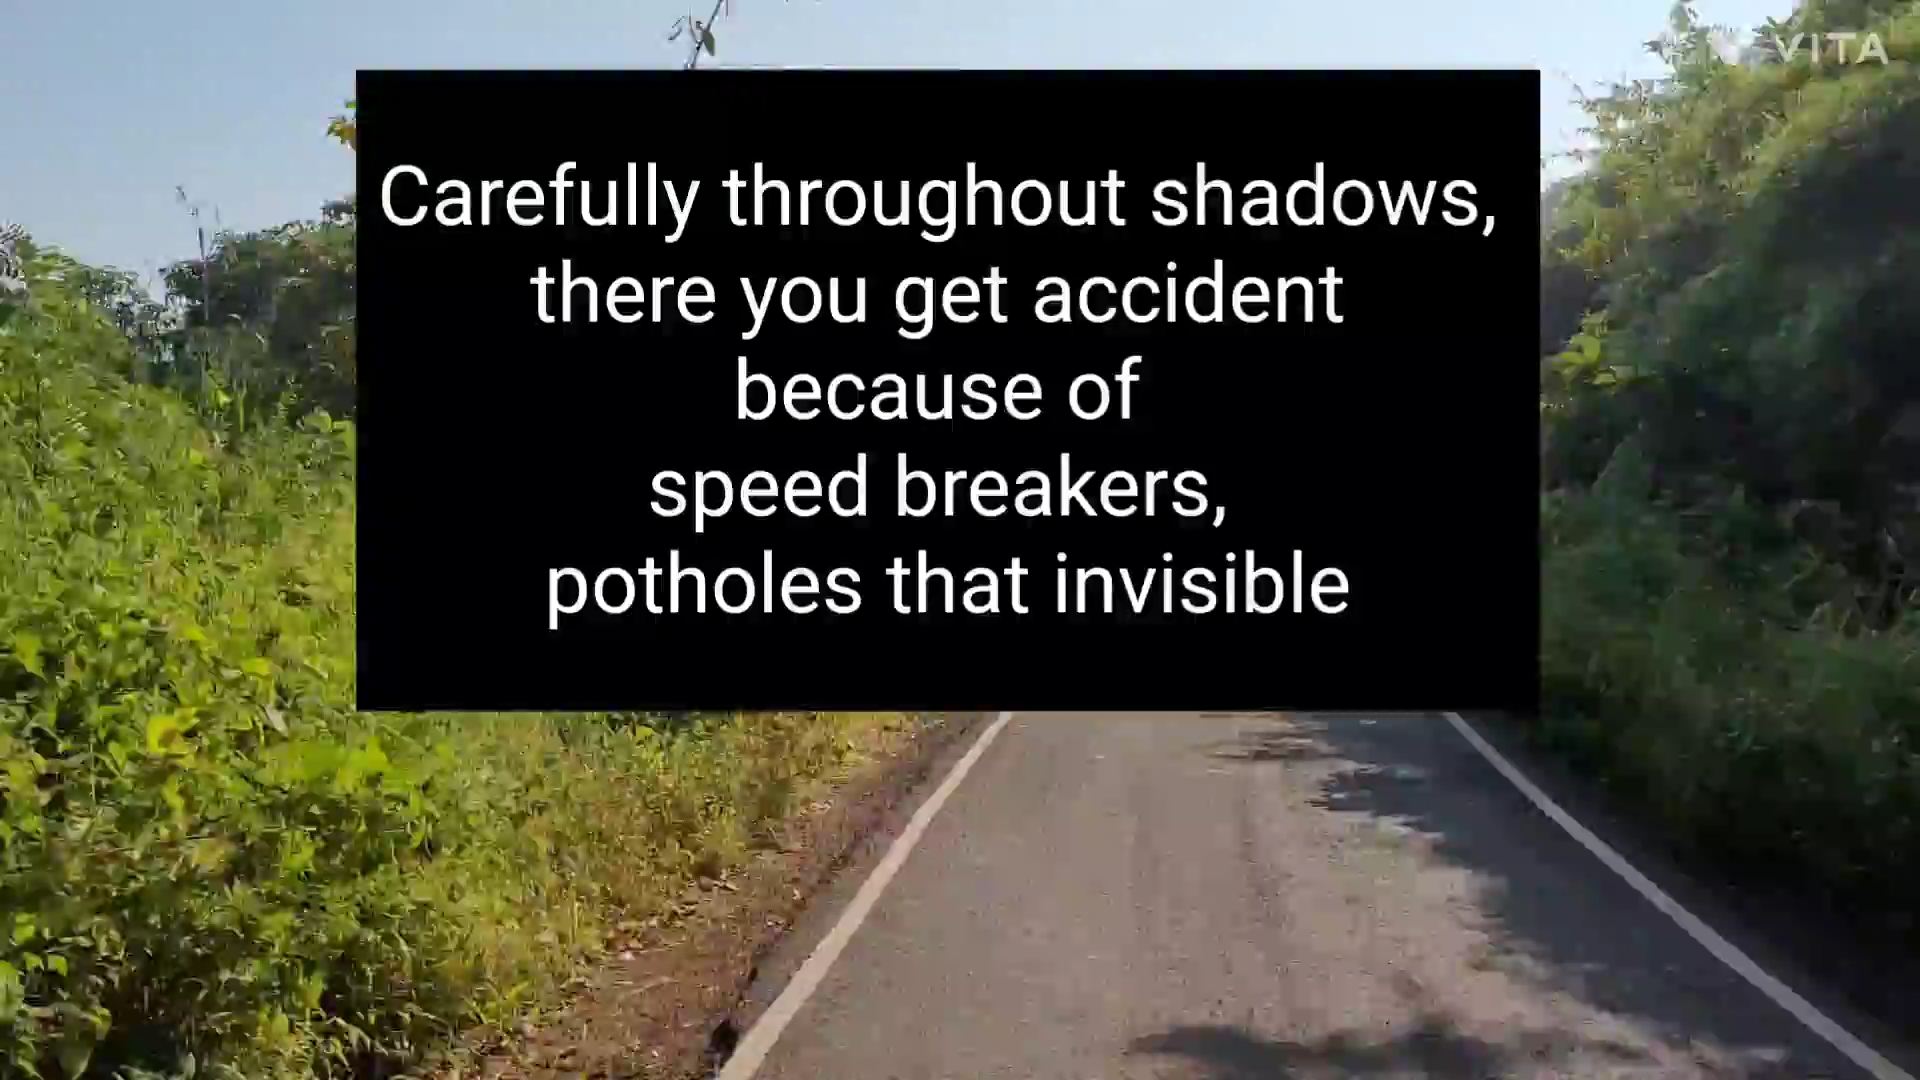 VITA
Carefully throughout shadows,
there you get accident
because of
speed breakers,
potholes that invisible